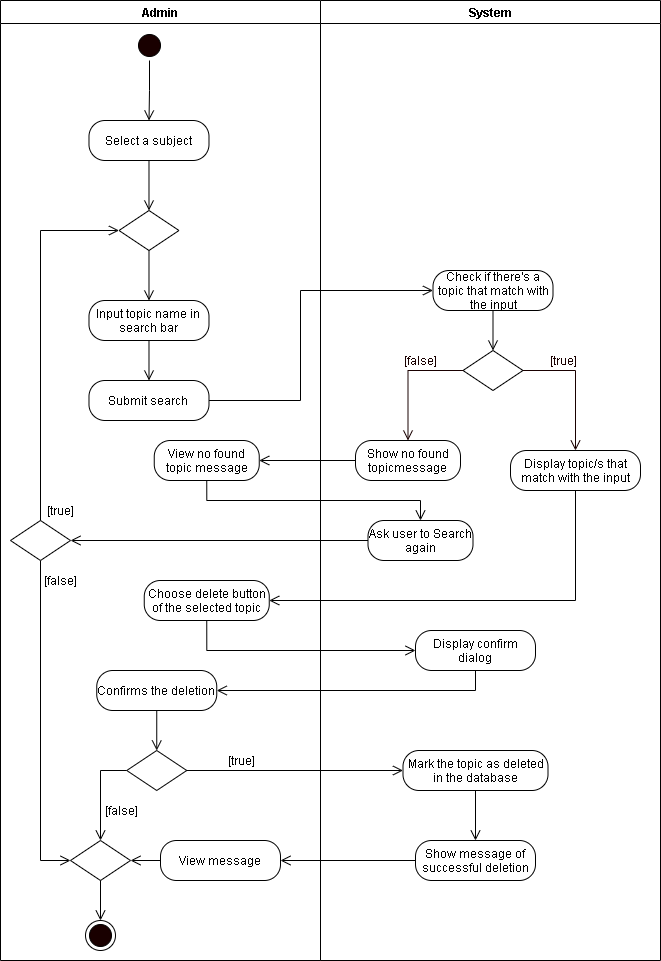 Admin
System
Select a subject
Check if there's a
topic that match with
the input
Input topic name in
search bar
[false]
[true]
Submit search
View no found
topic message
Show no found
topicmessage
Display topic/s that
match with the input
[true]
Ask user to Search
again
[false]
Choose delete button
of the selected topic
Display confirm
dialog
Confirms the deletion
[true]
Mark the topic as deleted
in the database
[false]
View message
Show message of
successful deletion